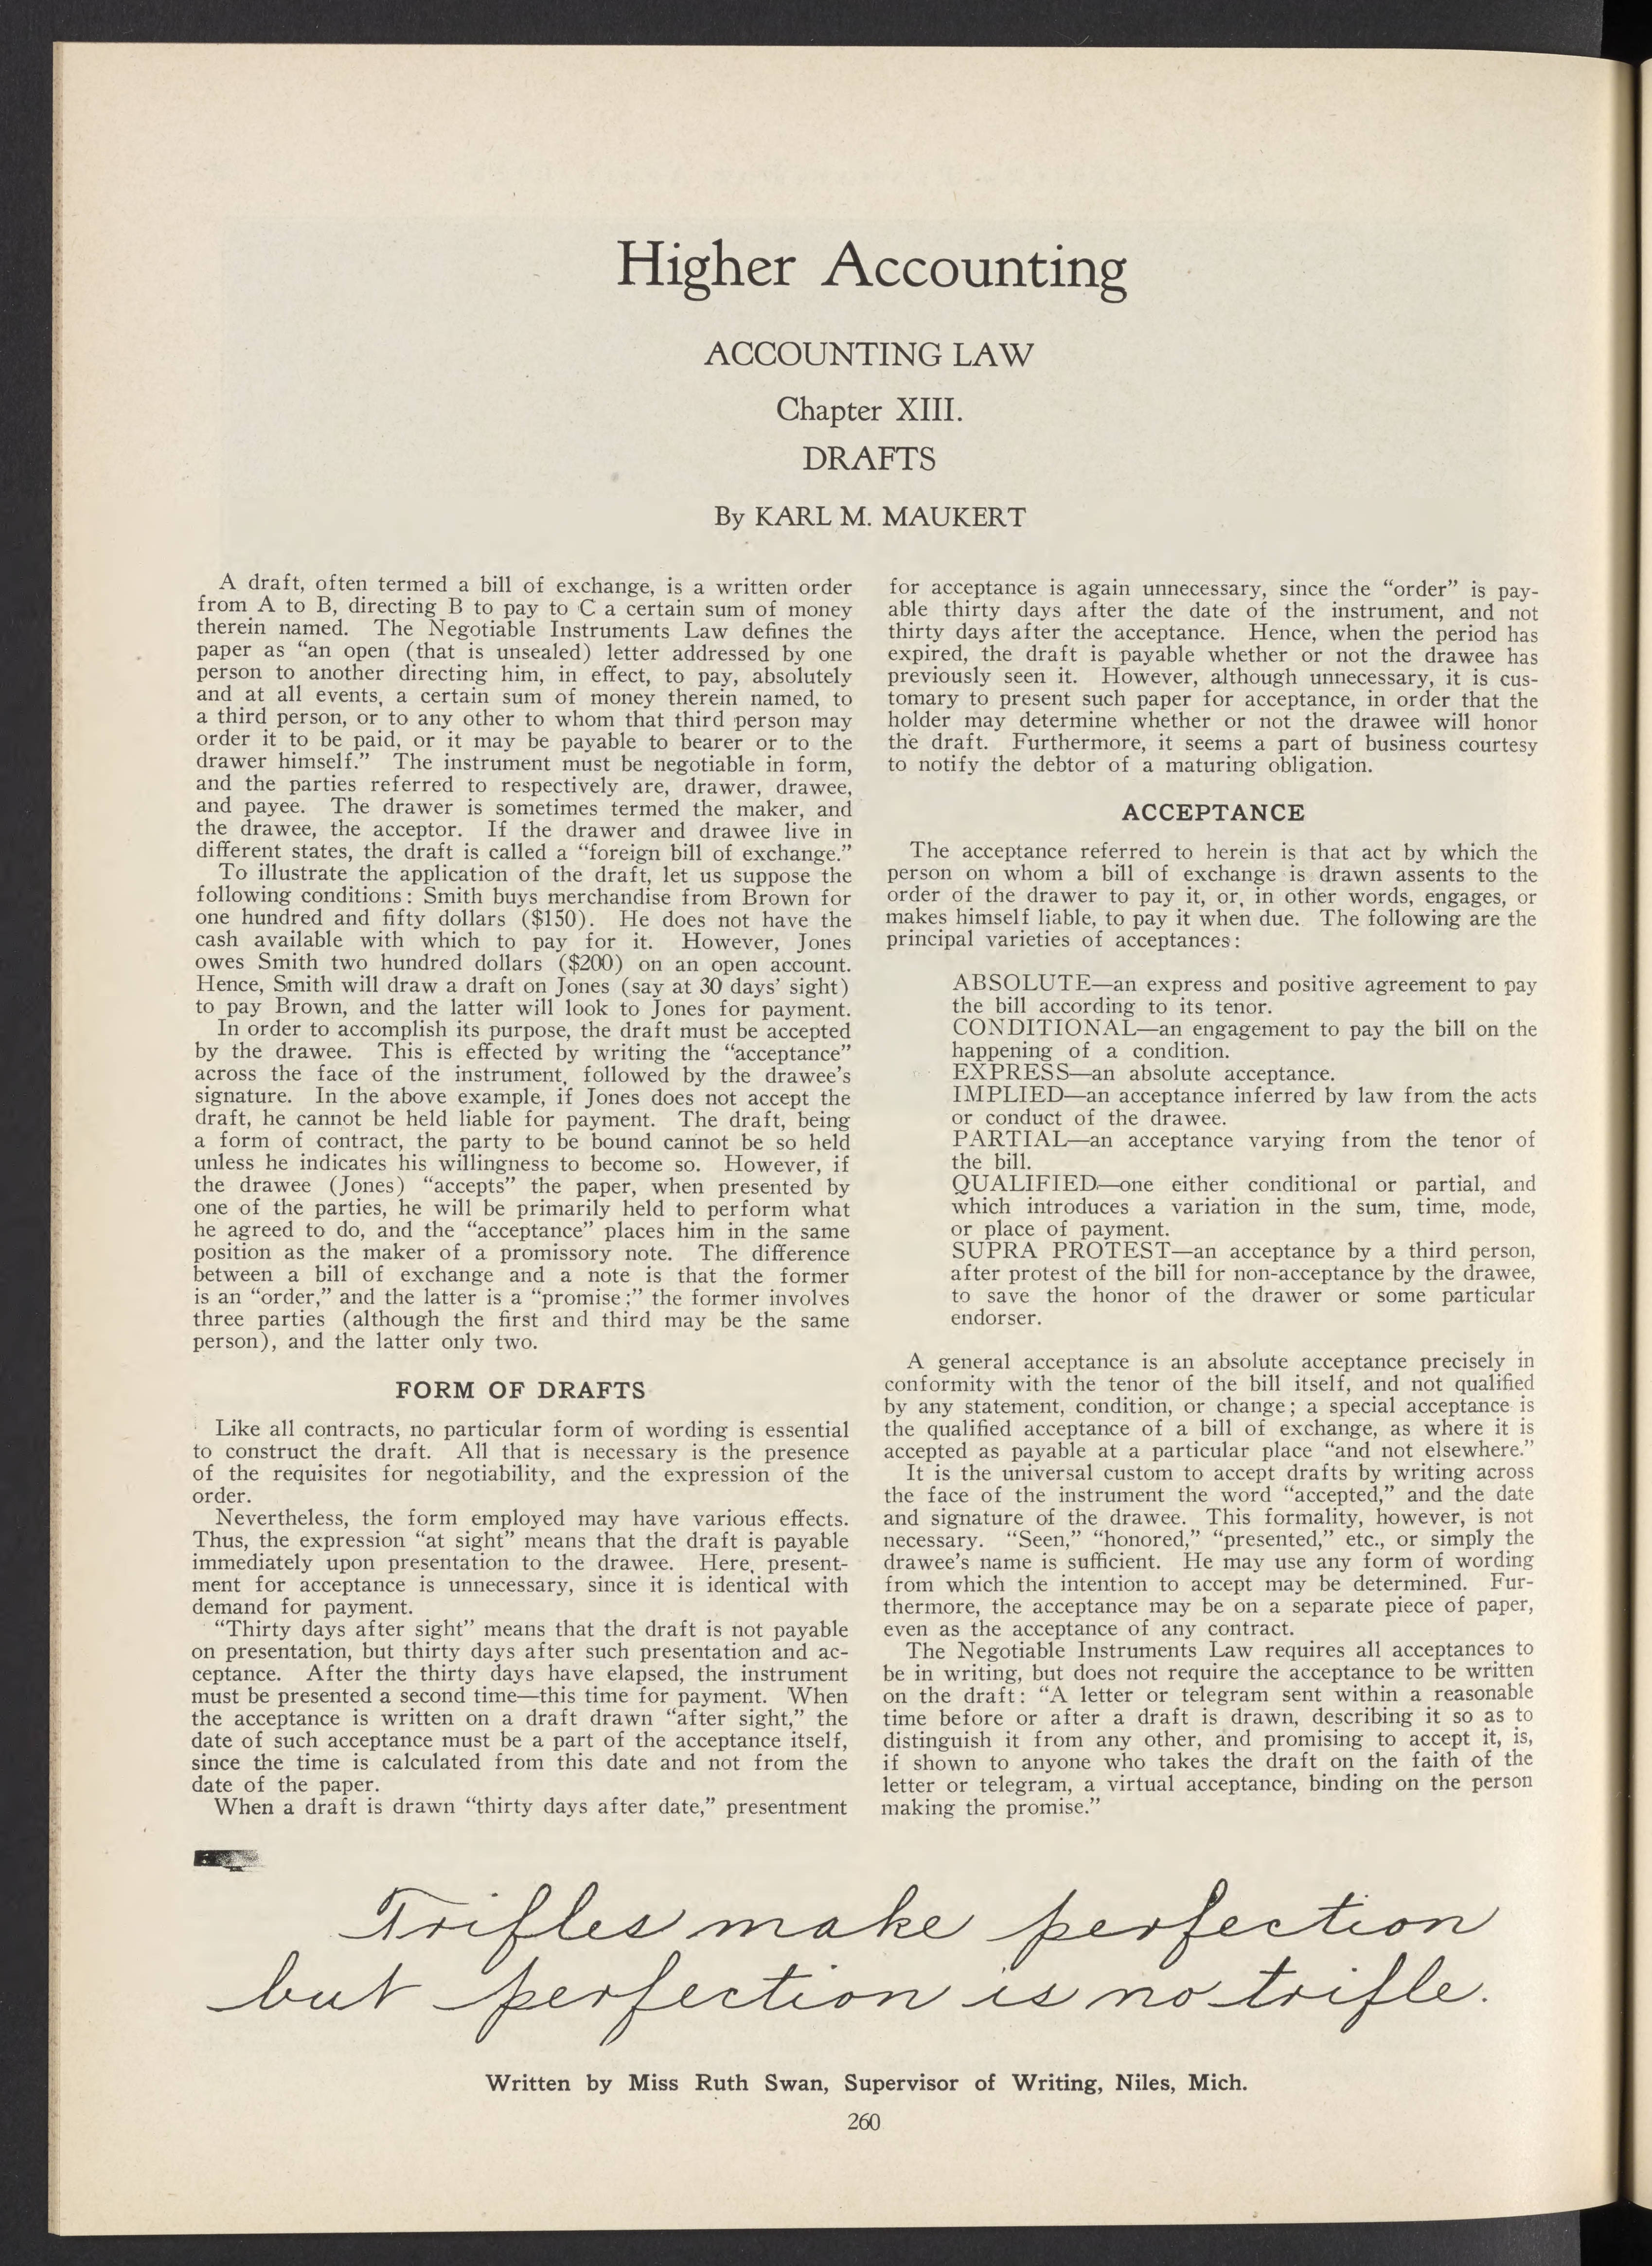 Higher Accounting
ACCOUNTING LAW
Chapter XIII.
DRAFTS
By KARL M. MAUKERT
A draft, often termed a bill of exchange, is a written order
from A to B, directing B to pay to C a certain sum of money
therein named. The Negotiable Instruments Law defines the
paper as “an open (that is unsealed) letter addressed by one
person to another directing him, in effect, to pay, absolutely
and at all events, a certain sum of money therein named, to
a third person, or to any other to whom that third person may
order it to be paid, or it may be payable to bearer or to the
drawer himself.” The instrument must be negotiable in form,
and the parties referred to respectively are, drawer, drawee,
and payee. The drawer is sometimes termed the maker, and
the drawee, the acceptor. If the drawer and drawee live in
different states, the draft is called a “foreign bill of exchange.”
To illustrate the application of the draft, let us suppose the
following conditions: Smith buys merchandise from Brown for
one hundred and fifty dollars ($150). He does not have the
cash available with which to pay for it. However, Jones
owes Smith two hundred dollars ($200) on an open account.
Hence, Smith will draw a draft on Jones (say at 30 days’ sight)
to pay Brown, and the latter will look to Jones for payment.
In order to accomplish its purpose, the draft must be accepted
by the drawee. This is effected by writing the “acceptance”
across the face of the instrument, followed by the drawee’s
signature. In the above example, if Jones does not accept the
draft, he cannot be held liable for payment. The draft, being
a form of contract, the party to be bound cannot be so held
unless he indicates his willingness to become so. However, if
the drawee (Jones) “accepts” the paper, when presented by
one of the parties, he will be primarily held to perform what
he agreed to do, and the “acceptance” places him in the same
position as the maker of a promissory note. The difference
between a bill of exchange and a note is that the former
is an “order,” and the latter is a “promise;” the former involves
three parties (although the first and third may be the same
person), and the latter only two.
FORM OF DRAFTS
Like all contracts, no particular form of wording is essential
to construct the draft. All that is necessary is the presence
of the requisites for negotiability, and the expression of the
order.
Nevertheless, the form employed may have various effects.
Thus, the expression “at sight” means that the draft is payable
immediately upon presentation to the drawee. Here, present-
ment for acceptance is unnecessary, since it is identical with
demand for payment.
“Thirty days after sight” means that the draft is not payable
on presentation, but thirty days after such presentation and ac-
ceptance. After the thirty days have elapsed, the instrument
must be presented a second time—this time for payment. When
the acceptance is written on a draft drawn “after sight,” the
date of such acceptance must be a part of the acceptance itself,
since the time is calculated from this date and not from the
date of the paper.
When a draft is drawn “thirty days after date,” presentment
for acceptance is again unnecessary, since the “order” is pay-
able thirty days after the date of the instrument, and not
thirty days after the acceptance. Hence, when the period has
expired, the draft is payable whether or not the drawee has
previously seen it. However, although unnecessary, it is cus-
tomary to present such paper for acceptance, in order that the
holder may determine whether or not the drawee will honor
the draft. Furthermore, it seems a part of business courtesy
to notify the debtor of a maturing obligation.
ACCEPTANCE
The acceptance referred to herein is that act by which the
person on whom a bill of exchange is drawn assents to the
order of the drawer to pay it, or, in other words, engages, or
makes himself liable, to pay it when due. The following are the
principal varieties of acceptances:
ABSOLUTE—an express and positive agreement to pay
the bill according to its tenor.
CONDITIONAL—an engagement to pay the bill on the
happening of a condition.
EXPRESS—an absolute acceptance.
IMPLIED—an acceptance inferred by law from the acts
or conduct of the drawee.
PARTIAL—an acceptance varying from the tenor of
the bill.
QUALIFIED—one either conditional or partial, and
which introduces a variation in the sum, time, mode,
or place of payment.
SUPRA PROTEST—an acceptance by a third person,
after protest of the bill for non-acceptance by the drawee,
to save the honor of the drawer or some particular
endorser.
A general acceptance is an absolute acceptance precisely in
conformity with the tenor of the bill itself, and not qualified
by any statement, condition, or change; a special acceptance is
the qualified acceptance of a bill of exchange, as where it is
accepted as payable at a particular place “and not elsewhere.”
It is the universal custom to accept drafts by writing across
the face of the instrument the word “accepted,” and the date
and signature of the drawee. This formality, however, is not
necessary. “Seen,” “honored,” “presented,” etc., or simply the
drawee’s name is sufficient. He may use any form of wording
from which the intention to accept may be determined. Fur-
thermore, the acceptance may be on a separate piece of paper,
even as the acceptance of any contract.
The Negotiable Instruments Law requires all acceptances to
be in writing, but does not require the acceptance to be written
on the draft: “A letter or telegram sent within a reasonable
time before or after a draft is drawn, describing it so as to
distinguish it from any other, and promising to accept it, is,
if shown to anyone who takes the draft on the faith of the
letter or telegram, a virtual acceptance, binding on the person
making the promise.”
Trifles make perfection
but perfection is no trifle.
Written by Miss Ruth Swan, Supervisor of Writing, Niles, Mich.
260